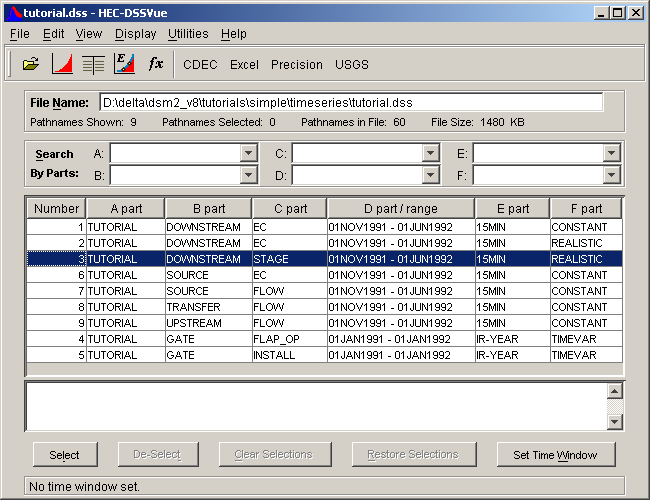 tutorial.dss - HEC-DSSVue
File Edit View Display Utilities Help
E fx CDEC Excel Precision USGS
File Name: D:\delta\dsm2_v8\tutorials\simple\timeseries\tutorial.dss
Pathnames Shown: 9 Pathnames Selected: 0 Pathnames in File: 60 File Size: 1480 KB
Search A: C: E:
By Parts: B: D: F:
Number A part B part C part D part / range E part F part
1 TUTORIAL DOWNSTREAM EC 01NOV1991 - 01JUN1992 15MIN CONSTANT
2 TUTORIAL DOWNSTREAM EC 01NOV1991 - 01JUN1992 15MIN REALISTIC
3 TUTORIAL DOWNSTREAM STAGE 01NOV1991 - 01JUN1992 15MIN REALISTIC
6 TUTORIAL SOURCE EC 01NOV1991 - 01JUN1992 15MIN CONSTANT
7 TUTORIAL SOURCE FLOW 01NOV1991 - 01JUN1992 15MIN CONSTANT
8 TUTORIAL TRANSFER FLOW 01NOV1991 - 01JUN1992 15MIN CONSTANT
9 TUTORIAL UPSTREAM FLOW 01NOV1991 - 01JUN1992 15MIN CONSTANT
4 TUTORIAL GATE FLAP_OP 01JAN1991 - 01JAN1992 IR-YEAR TIMEVAR
5 TUTORIAL GATE INSTALL 01JAN1991 - 01JAN1992 IR-YEAR TIMEVAR
Select De-Select Clear Selections Restore Selections Set Time Window
No time window set.